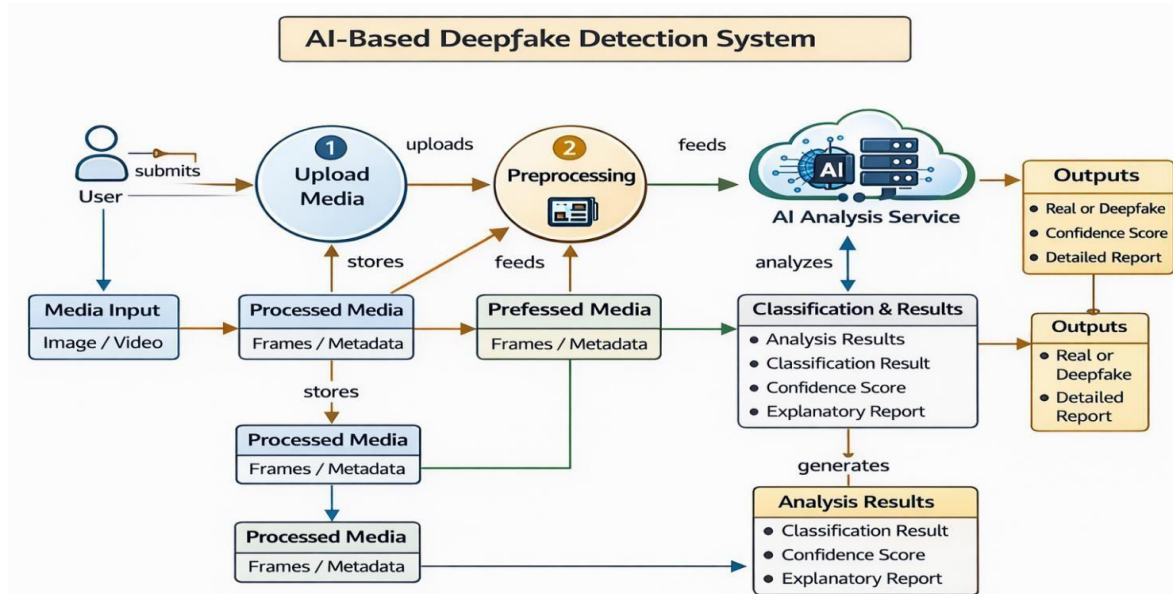 AI-Based Deepfake Detection System
User
submits
1
Upload
Media
uploads
2
Preprocessing
feeds
AI
AI Analysis Service
Outputs
Real or Deepfake
Confidence Score
Detailed Report
stores
feeds
analyzes
Media Input
Image / Video
Processed Media
Frames / Metadata
Prefessed Media
Frames / Metadata
Classification & Results
Analysis Results
Classification Result
Confidence Score
Explanatory Report
Outputs
Real or
Deepfake
Detailed
Report
stores
Processed Media
Frames / Metadata
generates
Processed Media
Frames / Metadata
Analysis Results
Classification Result
Confidence Score
Explanatory Report